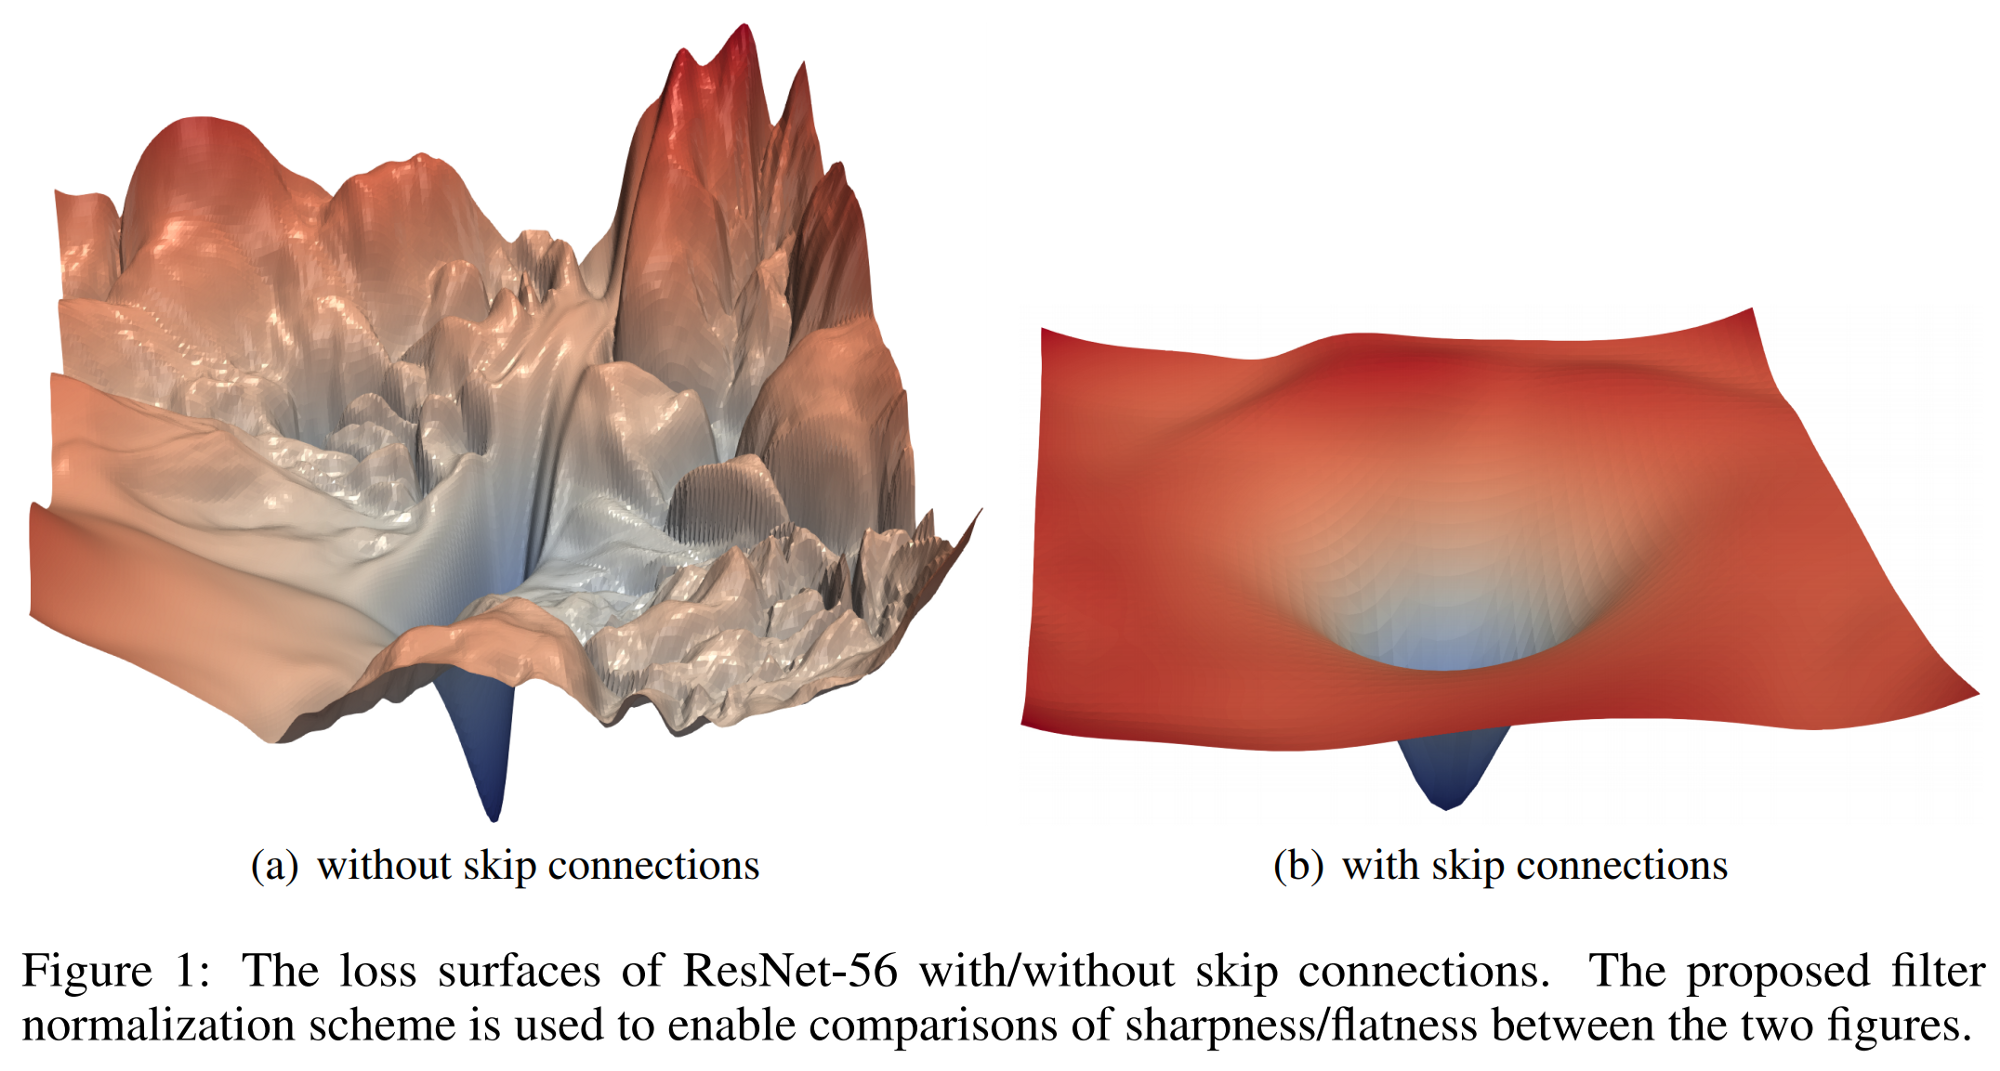 (a) without skip connections
(b) with skip connections
Figure 1: The loss surfaces of ResNet-56 with/without skip connections. The proposed filter
normalization scheme is used to enable comparisons of sharpness/flatness between the two figures.